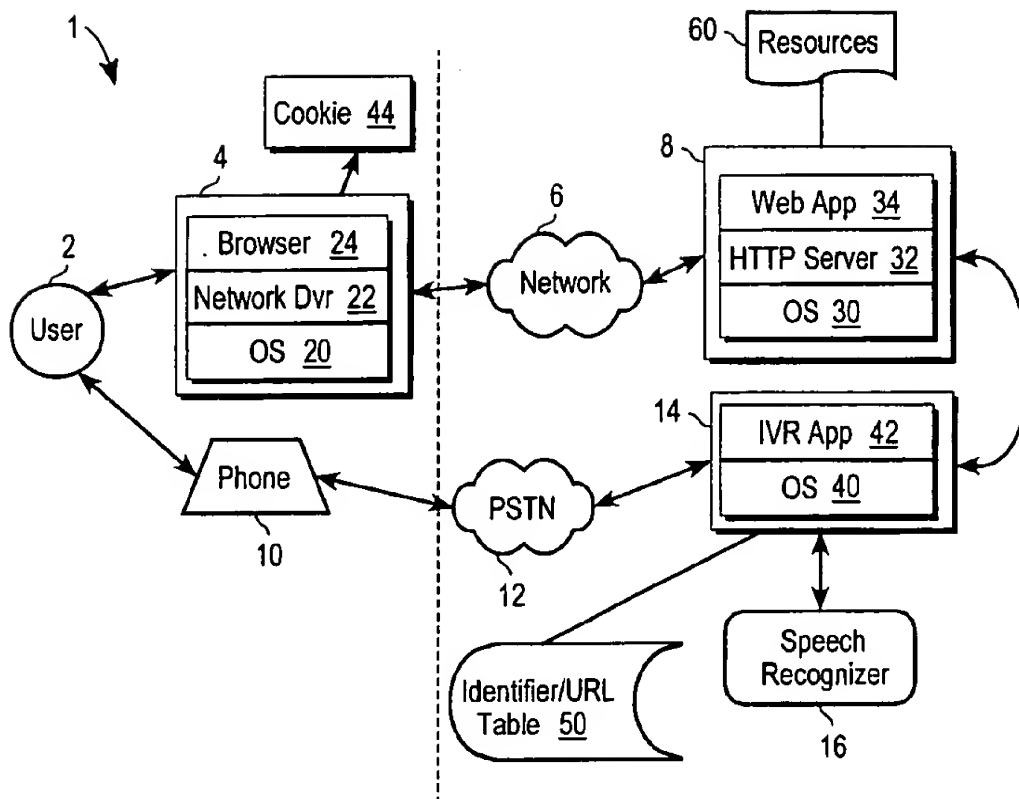 1
60
Resources
Cookie 44
4
8
2
Browser 24
Network Dvr 22
OS 20
User
6
Network
Web App 34
HTTP Server 32
OS 30
14
IVR App 42
OS 40
Phone
10
PSTN
12
Identifier/URL
Table 50
Speech
Recognizer
16